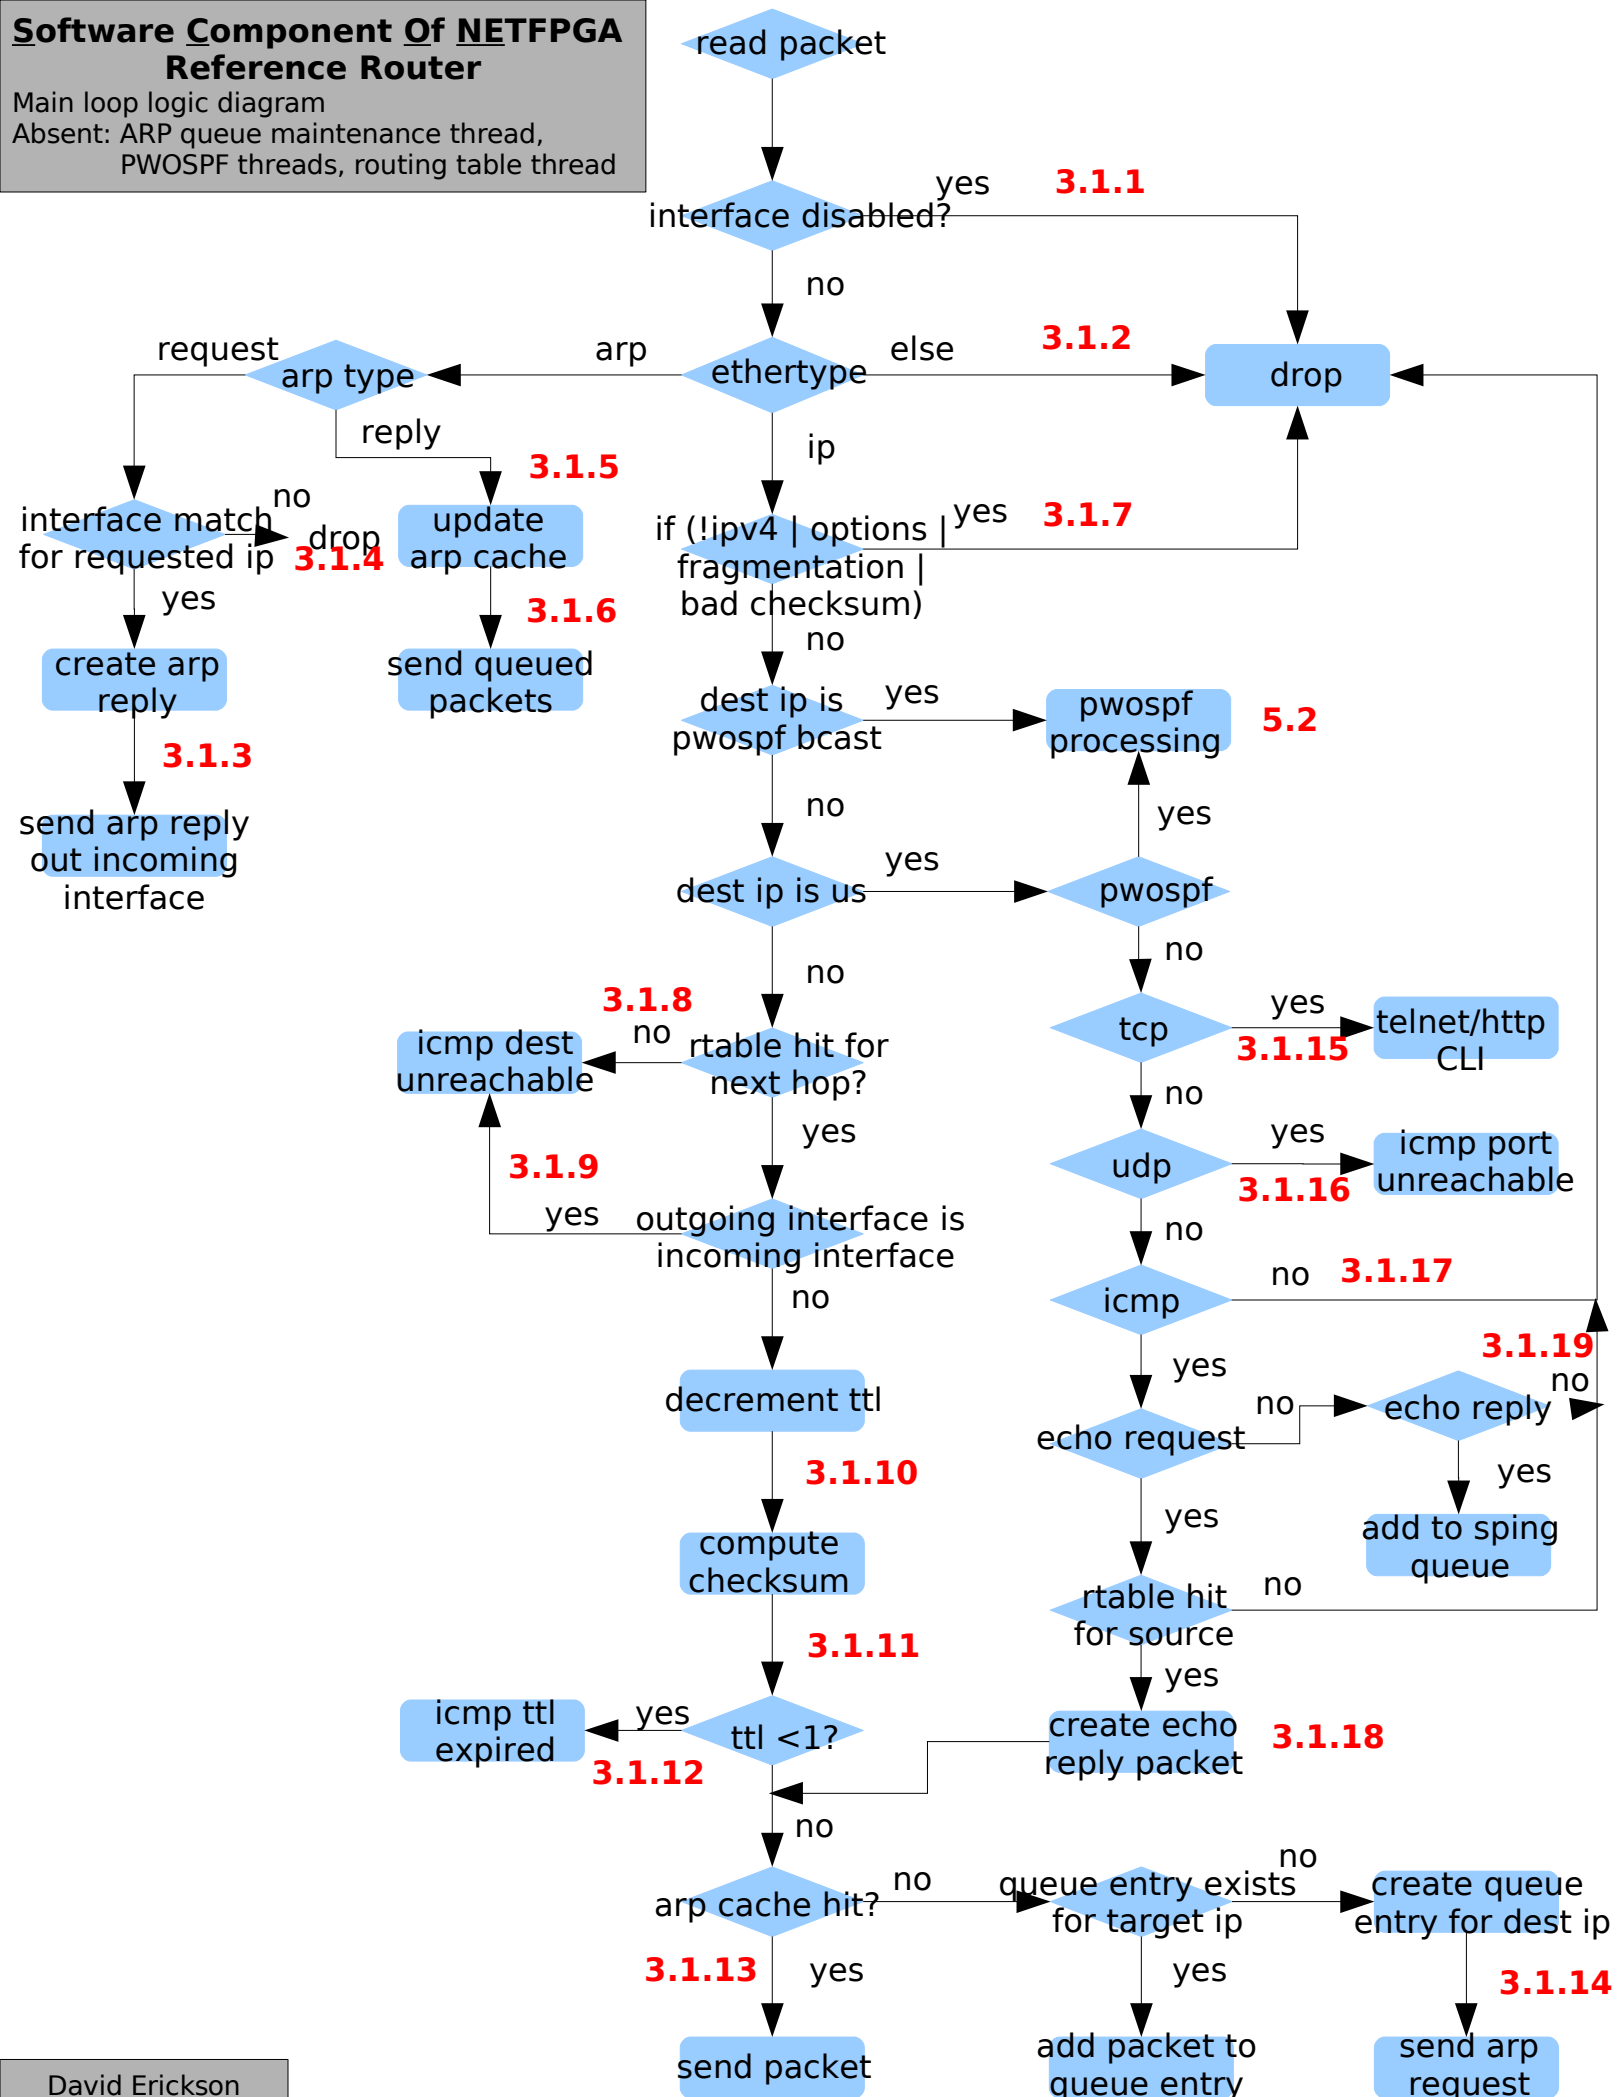 Software Component Of NETFPGA
Reference Router
Main loop logic diagram
Absent: ARP queue maintenance thread,
PWOSPF threads, routing table thread
read packet
interface disabled?
yes
3.1.1
no
ethertype
arp
else
3.1.2
drop
arp type
request
reply
3.1.5
ip
interface match
for requested ip
no
drop
3.1.4
yes
update
arp cache
3.1.6
send queued
packets
create arp
reply
3.1.3
send arp reply
out incoming
interface
if (!ipv4 | options |
fragmentation |
bad checksum)
yes
3.1.7
no
dest ip is
pwospf bcast
yes
pwospf
processing
5.2
no
yes
dest ip is us
yes
pwospf
no
no
3.1.8
no
rtable hit for
next hop?
icmp dest
unreachable
tcp
yes
3.1.15
telnet/http
CLI
yes
no
3.1.9
yes
outgoing interface is
incoming interface
udp
yes
3.1.16
icmp port
unreachable
no
no
icmp
no
3.1.17
3.1.19
no
yes
decrement ttl
echo request
no
echo reply
3.1.10
yes
yes
compute
checksum
add to sping
queue
rtable hit
for source
no
3.1.11
yes
icmp ttl
expired
yes
3.1.12
ttl <1?
create echo
reply packet
3.1.18
no
arp cache hit?
no
queue entry exists
for target ip
no
create queue
entry for dest ip
3.1.13
yes
yes
3.1.14
send packet
add packet to
queue entry
send arp
request
David Erickson